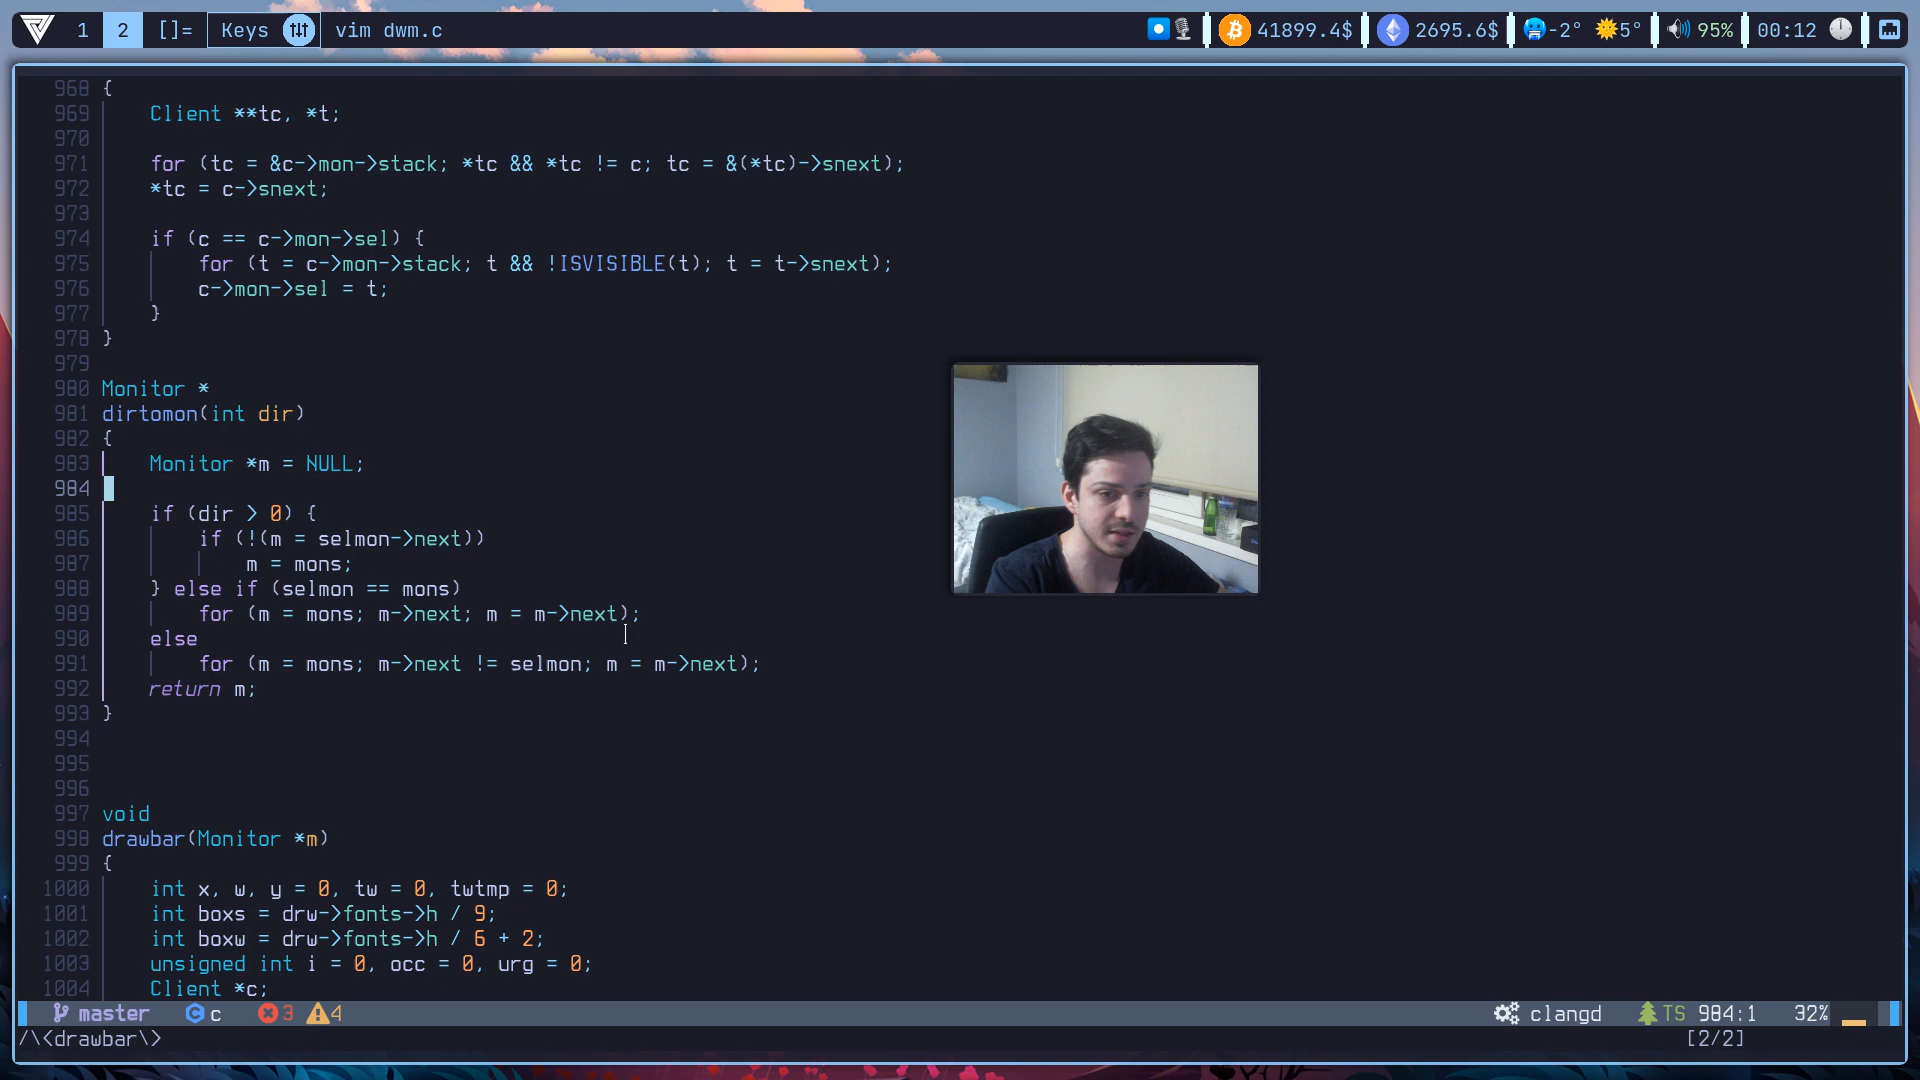 1 2 []= Keys vim dwm.c 41899.4$ 2695.6$ -2° 5° 95% 00:12
968 {
969 Client **tc, *t;
970
971 for (tc = &c->mon->stack; *tc && *tc != c; tc = &(*tc)->snext);
972 *tc = c->snext;
973
974 if (c == c->mon->sel) {
975 for (t = c->mon->stack; t && !ISVISIBLE(t); t = t->snext);
976 c->mon->sel = t;
977 }
978 }
979
980 Monitor *
981 dirtomon(int dir)
982 {
983 Monitor *m = NULL;
984
985 if (dir > 0) {
986 if (!(m = selmon->next))
987 m = mons;
988 } else if (selmon == mons)
989 for (m = mons; m->next; m = m->next);
990 else
991 for (m = mons; m->next != selmon; m = m->next);
992 return m;
993 }
994
995
996
997 void
998 drawbar(Monitor *m)
999 {
1000 int x, w, y = 0, tw = 0, twtmp = 0;
1001 int boxs = drw->fonts->h / 9;
1002 int boxw = drw->fonts->h / 6 + 2;
1003 unsigned int i = 0, occ = 0, urg = 0;
1004 Client *c;
master c 3 4 clangd TS 984:1 32%
/\<drawbar\> [2/2]